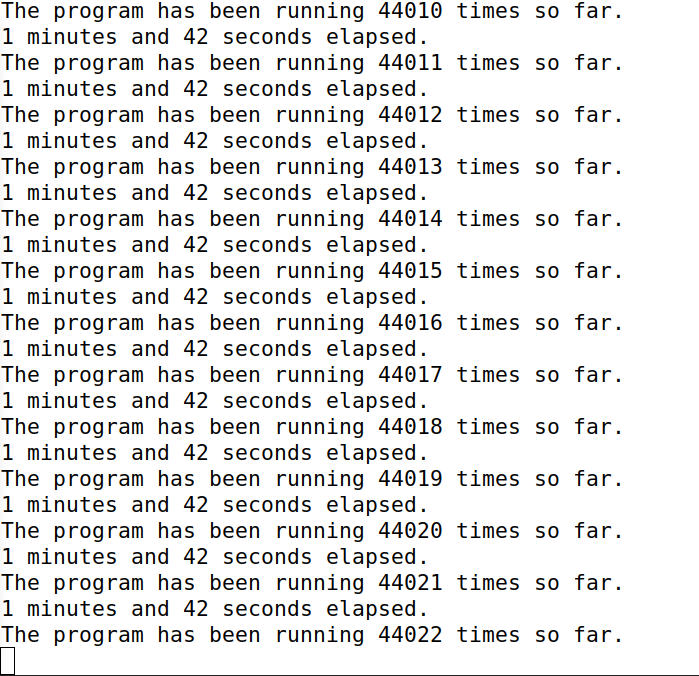 The program has been running 44010 times so far.
1 minutes and 42 seconds elapsed.
The program has been running 44011 times so far.
1 minutes and 42 seconds elapsed.
The program has been running 44012 times so far.
1 minutes and 42 seconds elapsed.
The program has been running 44013 times so far.
1 minutes and 42 seconds elapsed.
The program has been running 44014 times so far.
1 minutes and 42 seconds elapsed.
The program has been running 44015 times so far.
1 minutes and 42 seconds elapsed.
The program has been running 44016 times so far.
1 minutes and 42 seconds elapsed.
The program has been running 44017 times so far.
1 minutes and 42 seconds elapsed.
The program has been running 44018 times so far.
1 minutes and 42 seconds elapsed.
The program has been running 44019 times so far.
1 minutes and 42 seconds elapsed.
The program has been running 44020 times so far.
1 minutes and 42 seconds elapsed.
The program has been running 44021 times so far.
1 minutes and 42 seconds elapsed.
The program has been running 44022 times so far.